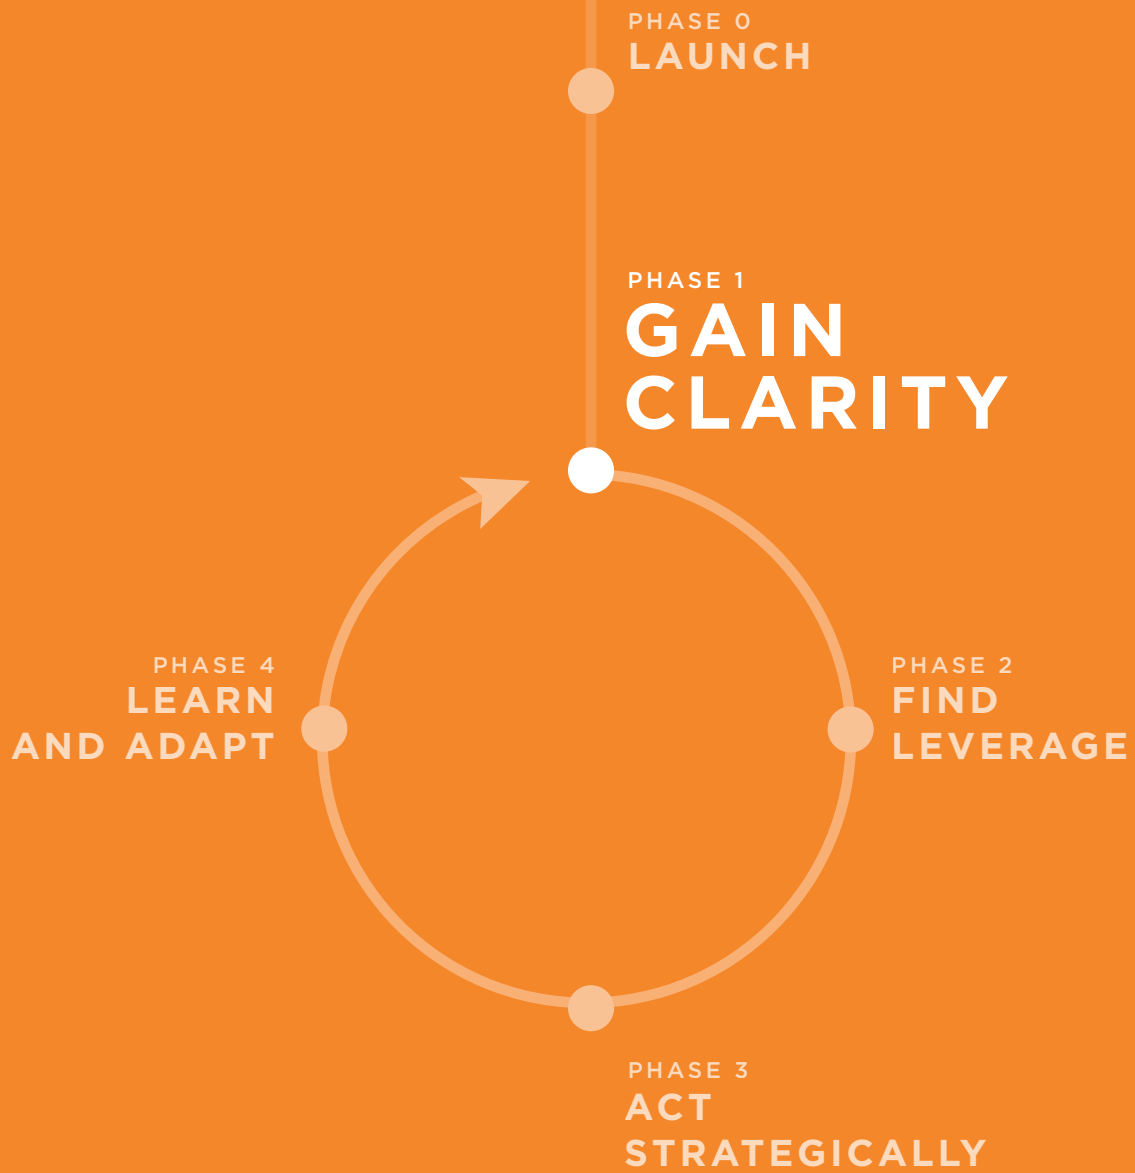 PHASE 0
LAUNCH
PHASE 1
GAIN
CLARITY
PHASE 4
LEARN
AND ADAPT
PHASE 2
FIND
LEVERAGE
PHASE 3
ACT
STRATEGICALLY